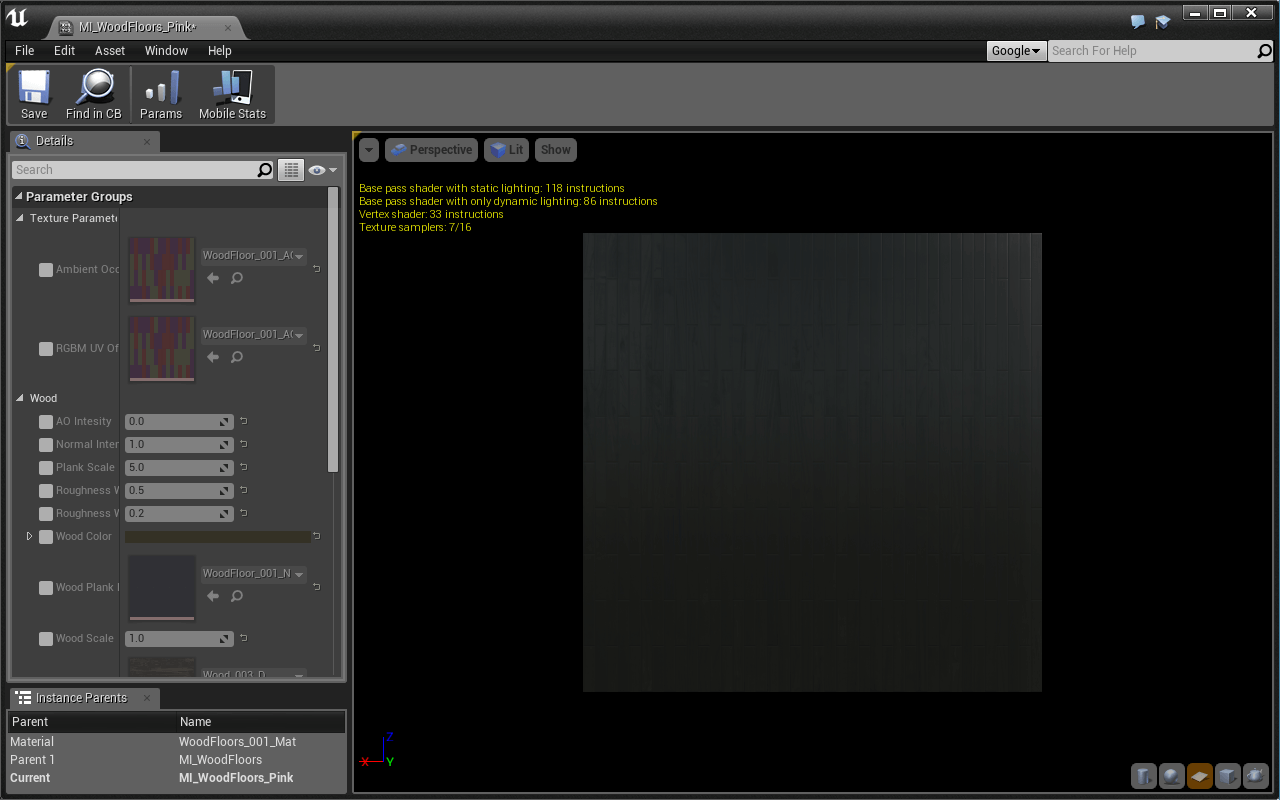 MI_WoodFloors_Pink*
File Edit Asset Window Help
Google
Search For Help
Save Find in CB Params Mobile Stats
Details
Search
Parameter Groups
Texture Paramete
Ambient Occ
WoodFloor_001_A
RGBM UV Of
WoodFloor_001_A
Wood
AO Intesity 0.0
Normal Inter 1.0
Plank Scale 5.0
Roughness W 0.5
Roughness W 0.2
Wood Color
Wood Plank
WoodFloor_001_N
Wood Scale 1.0
Wood_003_D
Instance Parents
Parent Name
Material WoodFloors_001_Mat
Parent 1 MI_WoodFloors
Current MI_WoodFloors_Pink
Perspective Lit Show
Base pass shader with static lighting: 118 instructions
Base pass shader with only dynamic lighting: 86 instructions
Vertex shader: 33 instructions
Texture samplers: 7/16
Z
X Y